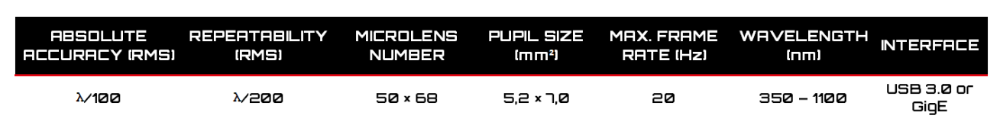 ABSOLUTE ACCURACY (RMS)
REPEATABILITY (RMS)
MICROLENS NUMBER
PUPIL SIZE (mm²)
MAX. FRAME RATE (Hz)
WAVELENGTH (nm)
INTERFACE
λ/100
λ/200
50 × 68
5,2 × 7,0
20
350 – 1100
USB 3.0 or GigE